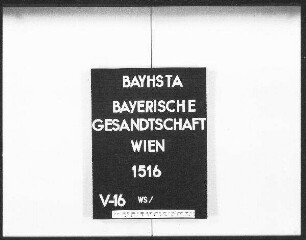 BAYHSTA
BAYERISCHE
GESANDTSCHAFT
WIEN
1516
V-16 WS/